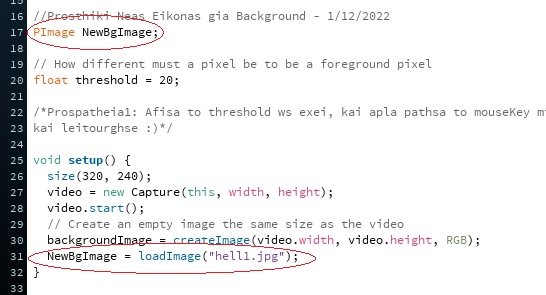 15
16 //Prosthiki Neas Eikonas gia Background - 1/12/2022
17 PImage NewBgImage;
18
19 // How different must a pixel be to be a foreground pixel
20 float threshold = 20;
21
22 /*Prospatheia1: Afisa to threshold ws exei, kai apla pathsa to mouseKey
23 kai leitourghse :)*/
24
25 void setup() {
26 size(320, 240);
27 video = new Capture(this, width, height);
28 video.start();
29 // Create an empty image the same size as the video
30 backgroundImage = createImage(video.width, video.height, RGB);
31 NewBgImage = loadImage("hell1.jpg");
32 }
33